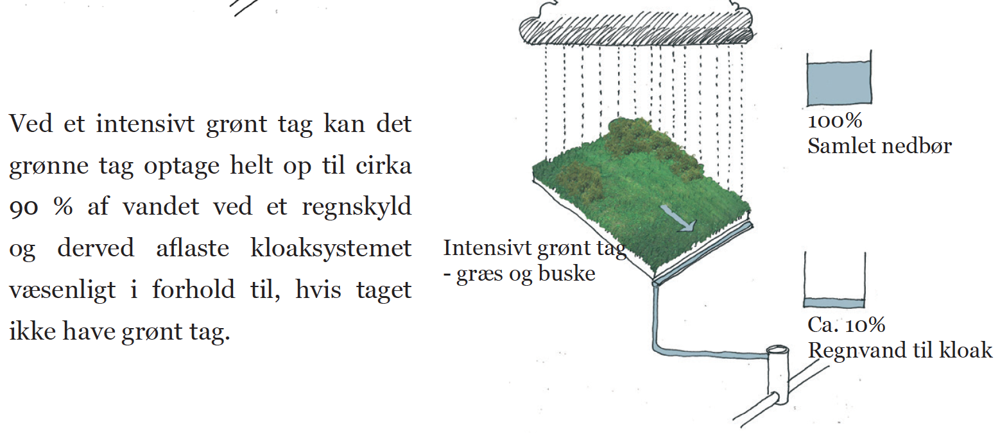 Ved et intensivt grønt tag kan det
grønne tag optage helt op til cirka
90 % af vandet ved et regnskyld
og derved aflaste kloaksystemet
væsenligt i forhold til, hvis taget
ikke have grønt tag.
Intensivt grønt tag
- græs og buske
100%
Samlet nedbør
Ca. 10%
Regnvand til kloak